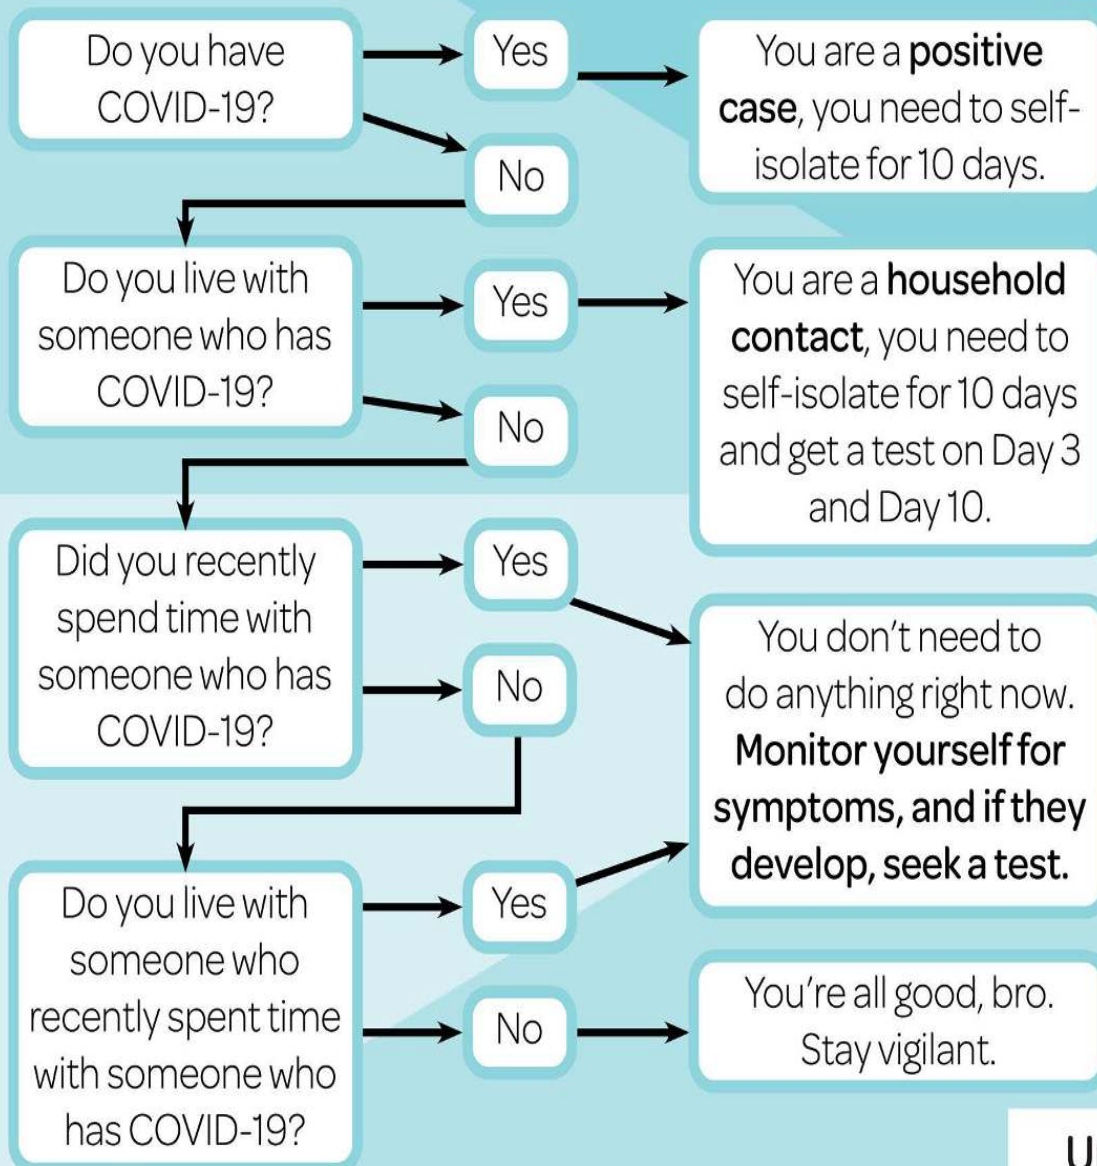 Do you have
COVID-19?
Yes
You are a positive
case, you need to self-
isolate for 10 days.
No
Do you live with
someone who has
COVID-19?
Yes
You are a household
contact, you need to
self-isolate for 10 days
and get a test on Day 3
and Day 10.
No
Did you recently
spend time with
someone who has
COVID-19?
Yes
No
You don't need to
do anything right now.
Monitor yourself for
symptoms, and if they
develop, seek a test.
Do you live with
someone who
recently spent time
with someone who
has COVID-19?
Yes
No
You're all good, bro.
Stay vigilant.